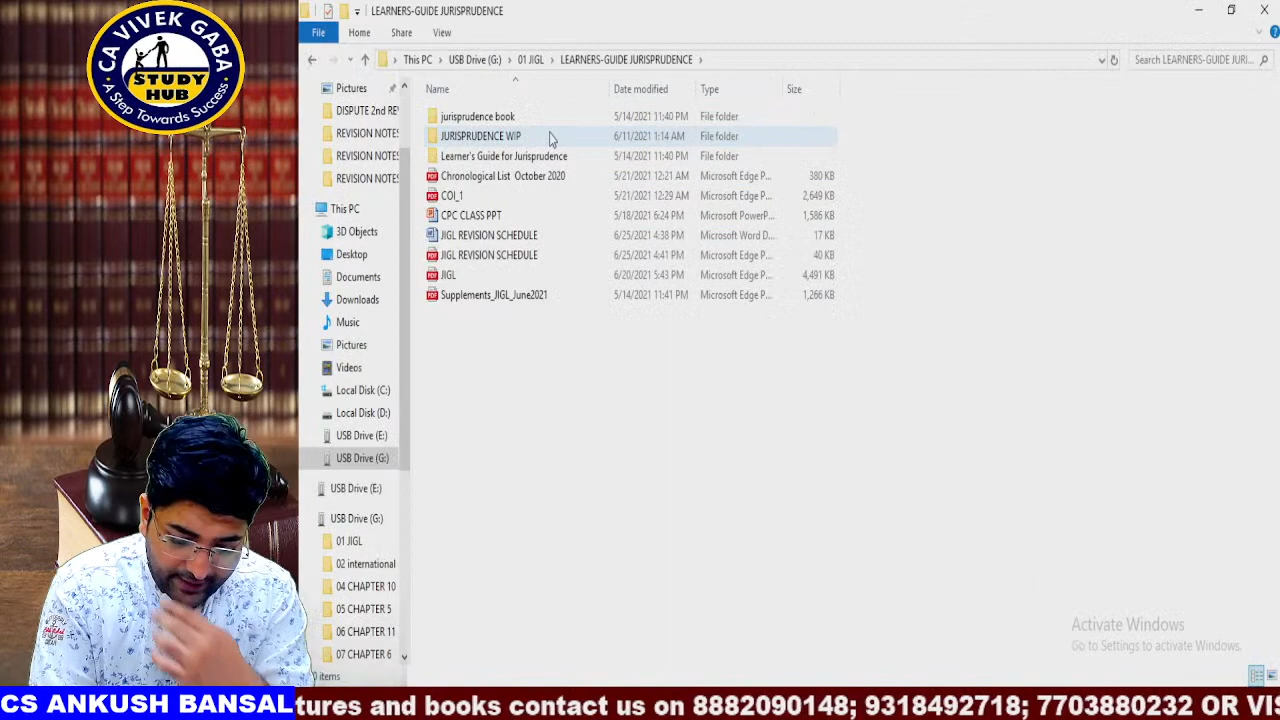 CA VIVEK GABA
STUDY
HUB
A Step Towards Success
LEARNERS-GUIDE JURISPRUDENCE
File Home Share View
This PC USB Drive (G:) 01 JIGL LEARNERS-GUIDE JURISPRUDENCE
Search LEARNERS-GUIDE JURI...
Name Date modified Type Size
jurisprudence book 5/14/2021 11:40 PM File folder
JURISPRUDENCE WIP 6/11/2021 1:14 AM File folder
Learner's Guide for Jurisprudence 5/14/2021 11:40 PM File folder
Chronological List October 2020 5/21/2021 12:21 AM Microsoft Edge P... 380 KB
COI_1 5/21/2021 12:29 AM Microsoft Edge P... 2,649 KB
CPC CLASS PPT 5/18/2021 6:24 PM Microsoft PowerP... 1,586 KB
JIGL REVISION SCHEDULE 6/25/2021 4:38 PM Microsoft Word D... 17 KB
JIGL REVISION SCHEDULE 6/25/2021 4:41 PM Microsoft Edge P... 40 KB
JIGL 6/20/2021 5:43 PM Microsoft Edge P... 4,491 KB
Supplements_JIGL_June2021 5/14/2021 11:41 PM Microsoft Edge P... 1,266 KB
Pictures
DISPUTE 2nd RE
REVISION NOTES
REVISION NOTES
REVISION NOTES
This PC
3D Objects
Desktop
Documents
Downloads
Music
Pictures
Videos
Local Disk (C:)
Local Disk (D:)
USB Drive (E:)
USB Drive (G:)
USB Drive (E:)
USB Drive (G:)
01 JIGL
02 international
04 CHAPTER 10
05 CHAPTER 5
06 CHAPTER 11
07 CHAPTER 6
items
Activate Windows
Go to Settings to activate Windows.
CS ANKUSH BANSAL
tures and books contact us on 8882090148; 9318492718; 7703880232 OR VIS